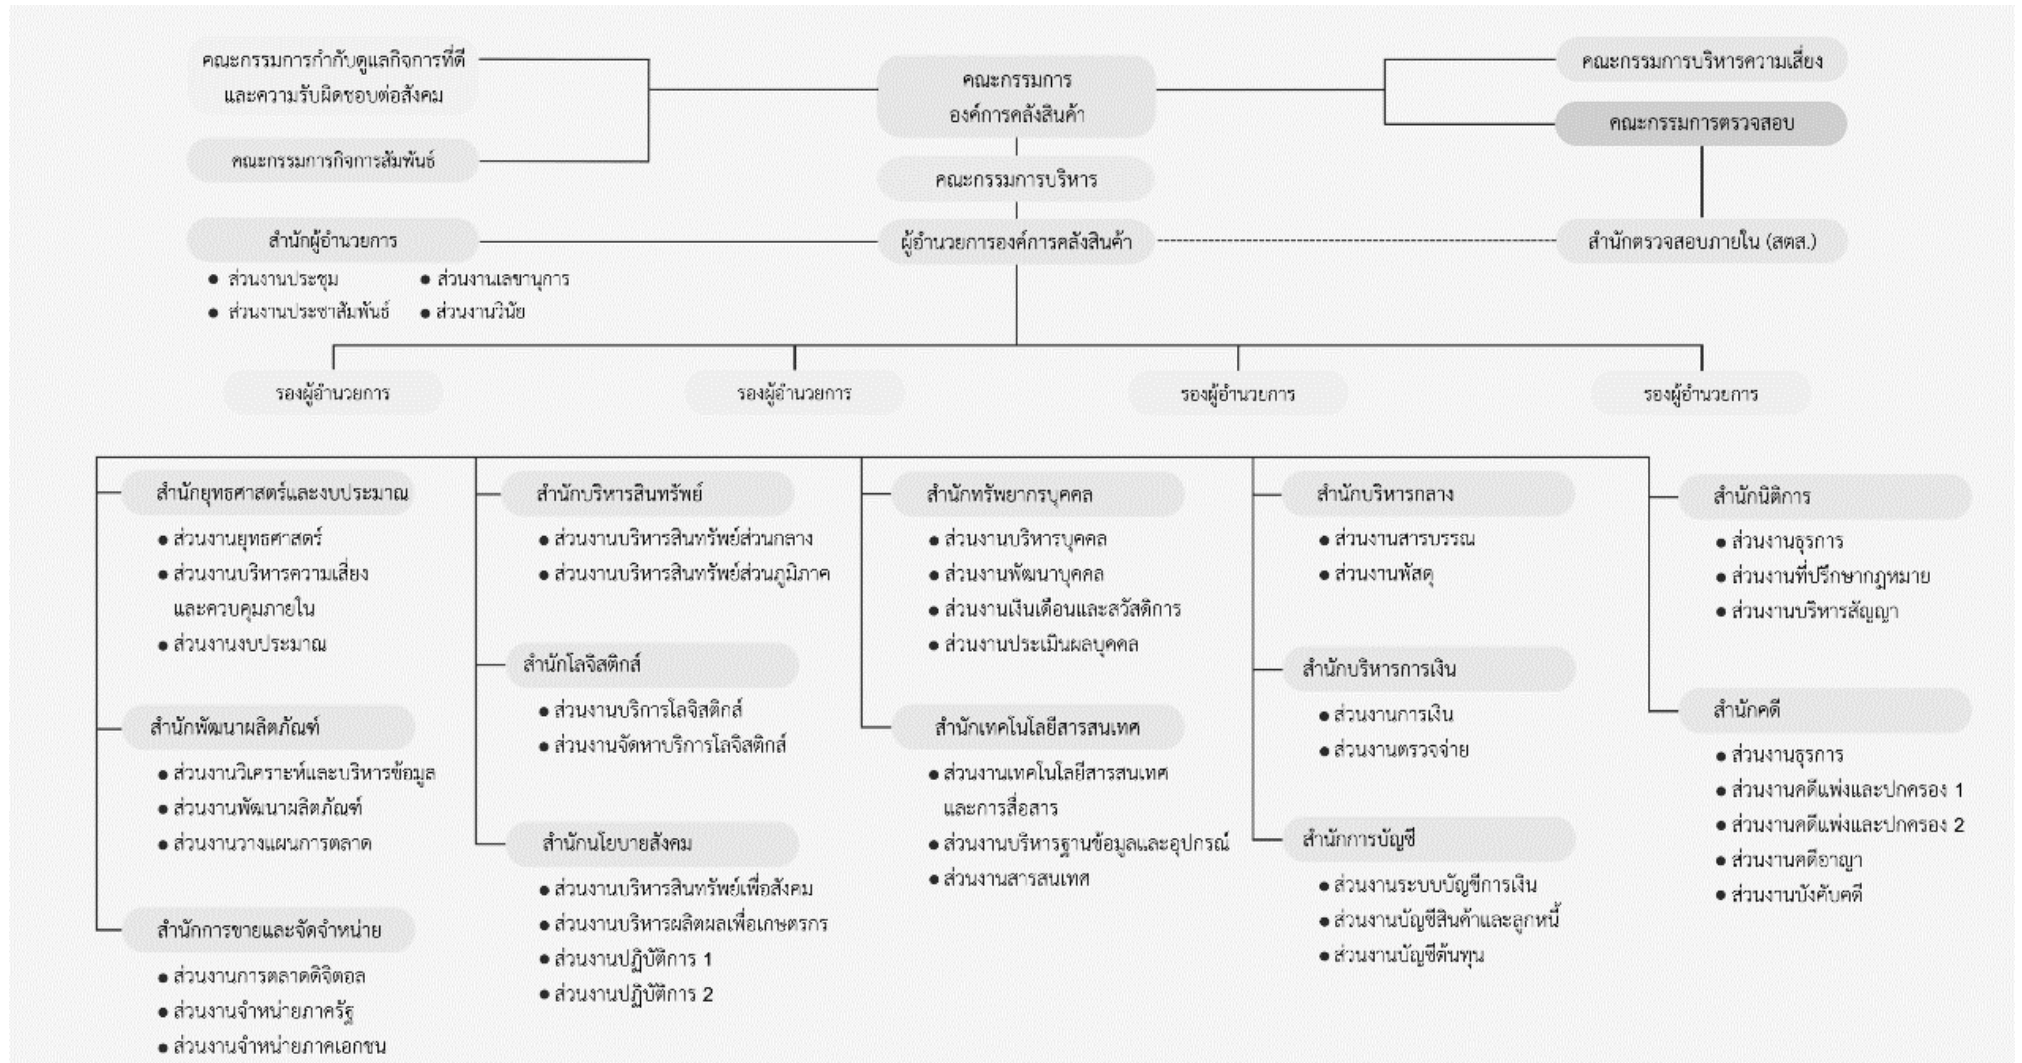 คณะกรรมการกำกับดูแลกิจการที่ดี
และความรับผิดชอบต่อสังคม
คณะกรรมการกิจการสัมพันธ์
คณะกรรมการ
องค์การคลังสินค้า
คณะกรรมการบริหาร
คณะกรรมการบริหารความเสี่ยง
คณะกรรมการตรวจสอบ
สำนักผู้อำนวยการ
ผู้อำนวยการองค์การคลังสินค้า
สำนักตรวจสอบภายใน (สตส.)
● ส่วนงานประชุม
● ส่วนงานเลขานุการ
● ส่วนงานประชาสัมพันธ์
● ส่วนงานวินัย
รองผู้อำนวยการ
รองผู้อำนวยการ
รองผู้อำนวยการ
รองผู้อำนวยการ
สำนักยุทธศาสตร์และงบประมาณ
● ส่วนงานยุทธศาสตร์
● ส่วนงานบริหารความเสี่ยง
และควบคุมภายใน
● ส่วนงานงบประมาณ
สำนักพัฒนาผลิตภัณฑ์
● ส่วนงานวิเคราะห์และบริหารข้อมูล
● ส่วนงานพัฒนาผลิตภัณฑ์
● ส่วนงานวางแผนการตลาด
สำนักการขายและจัดจำหน่าย
● ส่วนงานการตลาดดิจิตอล
● ส่วนงานจำหน่ายภาครัฐ
● ส่วนงานจำหน่ายภาคเอกชน
สำนักบริหารสินทรัพย์
● ส่วนงานบริหารสินทรัพย์ส่วนกลาง
● ส่วนงานบริหารสินทรัพย์ส่วนภูมิภาค
สำนักโลจิสติกส์
● ส่วนงานบริการโลจิสติกส์
● ส่วนงานจัดหาบริการโลจิสติกส์
สำนักนโยบายสังคม
● ส่วนงานบริหารสินทรัพย์เพื่อสังคม
● ส่วนงานบริหารผลิตผลเพื่อเกษตรกร
● ส่วนงานปฏิบัติการ 1
● ส่วนงานปฏิบัติการ 2
สำนักทรัพยากรบุคคล
● ส่วนงานบริหารบุคคล
● ส่วนงานพัฒนาบุคคล
● ส่วนงานเงินเดือนและสวัสดิการ
● ส่วนงานประเมินผลบุคคล
สำนักเทคโนโลยีสารสนเทศ
● ส่วนงานเทคโนโลยีสารสนเทศ
และการสื่อสาร
● ส่วนงานบริหารฐานข้อมูลและอุปกรณ์
● ส่วนงานสารสนเทศ
สำนักบริหารกลาง
● ส่วนงานสารบรรณ
● ส่วนงานพัสดุ
สำนักบริหารการเงิน
● ส่วนงานการเงิน
● ส่วนงานตรวจจ่าย
สำนักการบัญชี
● ส่วนงานระบบบัญชีการเงิน
● ส่วนงานบัญชีสินค้าและลูกหนี้
● ส่วนงานบัญชีต้นทุน
สำนักนิติการ
● ส่วนงานธุรการ
● ส่วนงานที่ปรึกษากฎหมาย
● ส่วนงานบริหารสัญญา
สำนักคดี
● ส่วนงานธุรการ
● ส่วนงานคดีแพ่งและปกครอง 1
● ส่วนงานคดีแพ่งและปกครอง 2
● ส่วนงานคดีอาญา
● ส่วนงานบังคับคดี